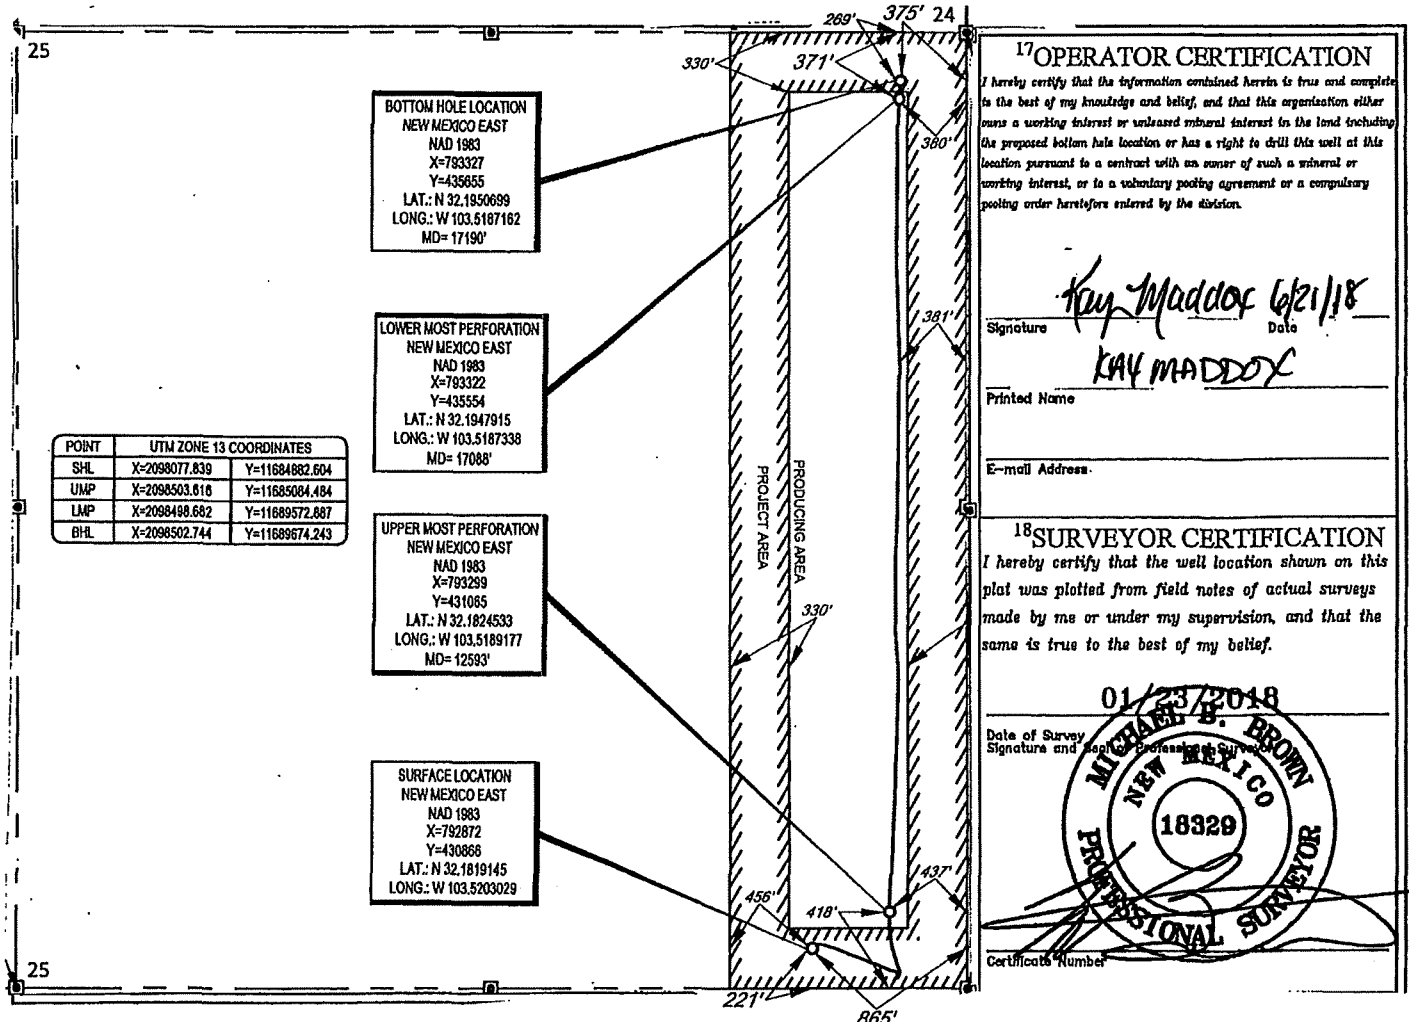 25
24
269'
375'
371'
330'
380'
BOTTOM HOLE LOCATION
NEW MEXICO EAST
NAD 1983
X=793327
Y=435655
LAT.: N 32.1950699
LONG.: W 103.5187162
MD= 17190'
LOWER MOST PERFORATION
NEW MEXICO EAST
NAD 1983
X=793322
Y=435554
LAT.: N 32.1947915
LONG.: W 103.5187338
MD= 17088'
381'
POINT UTM ZONE 13 COORDINATES
SHL X=2098077.839 Y=11684882.604
UMP X=2098503.616 Y=11685084.484
LMP X=2098498.682 Y=11689572.887
BHL X=2098502.744 Y=11689674.243
UPPER MOST PERFORATION
NEW MEXICO EAST
NAD 1983
X=793299
Y=431065
LAT.: N 32.1824533
LONG.: W 103.5189177
MD= 12593'
PROJECT AREA
PRODUCING AREA
330'
SURFACE LOCATION
NEW MEXICO EAST
NAD 1983
X=792872
Y=430866
LAT.: N 32.1819145
LONG.: W 103.5203029
456'
418'
437'
25
221'
865'
17OPERATOR CERTIFICATION
I hereby certify that the information contained herein is true and complete
to the best of my knowledge and belief, and that this organization either
owns a working interest or unleased mineral interest in the land including
the proposed bottom hole location or has a right to drill this well at this
location pursuant to a contract with an owner of such a mineral or
working interest, or to a voluntary pooling agreement or a compulsory
pooling order heretofore entered by the division.
Kay Maddox 6/21/18
Signature Date
KAY MADDOX
Printed Name
E-mail Address
18SURVEYOR CERTIFICATION
I hereby certify that the well location shown on this
plat was plotted from field notes of actual surveys
made by me or under my supervision, and that the
same is true to the best of my belief.
01/23/2018
Date of Survey
Signature and Seal of Professional Surveyor
MICHAEL B. BROWN
NEW MEXICO
18329
PROFESSIONAL SURVEYOR
Certificate Number